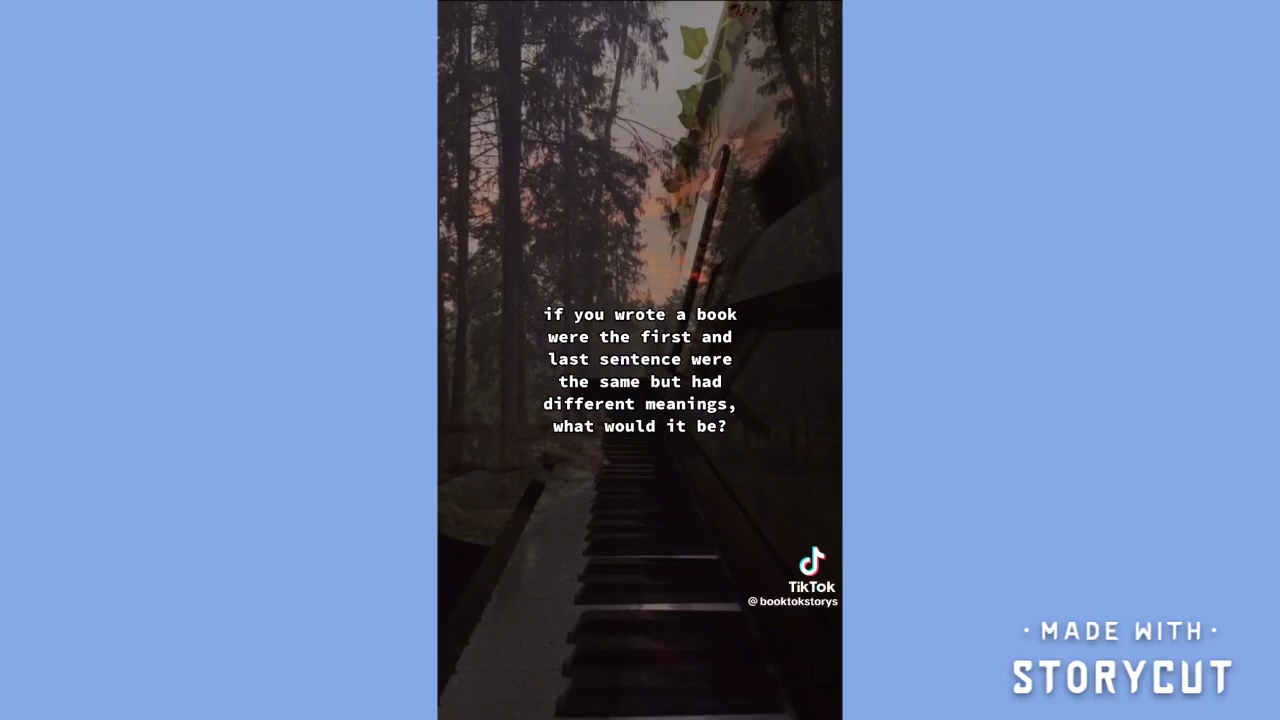 if you wrote a book
were the first and
last sentence were
the same but had
different meanings,
what would it be?
TikTok
@booktokstorys
· MADE WITH ·
STORYCUT